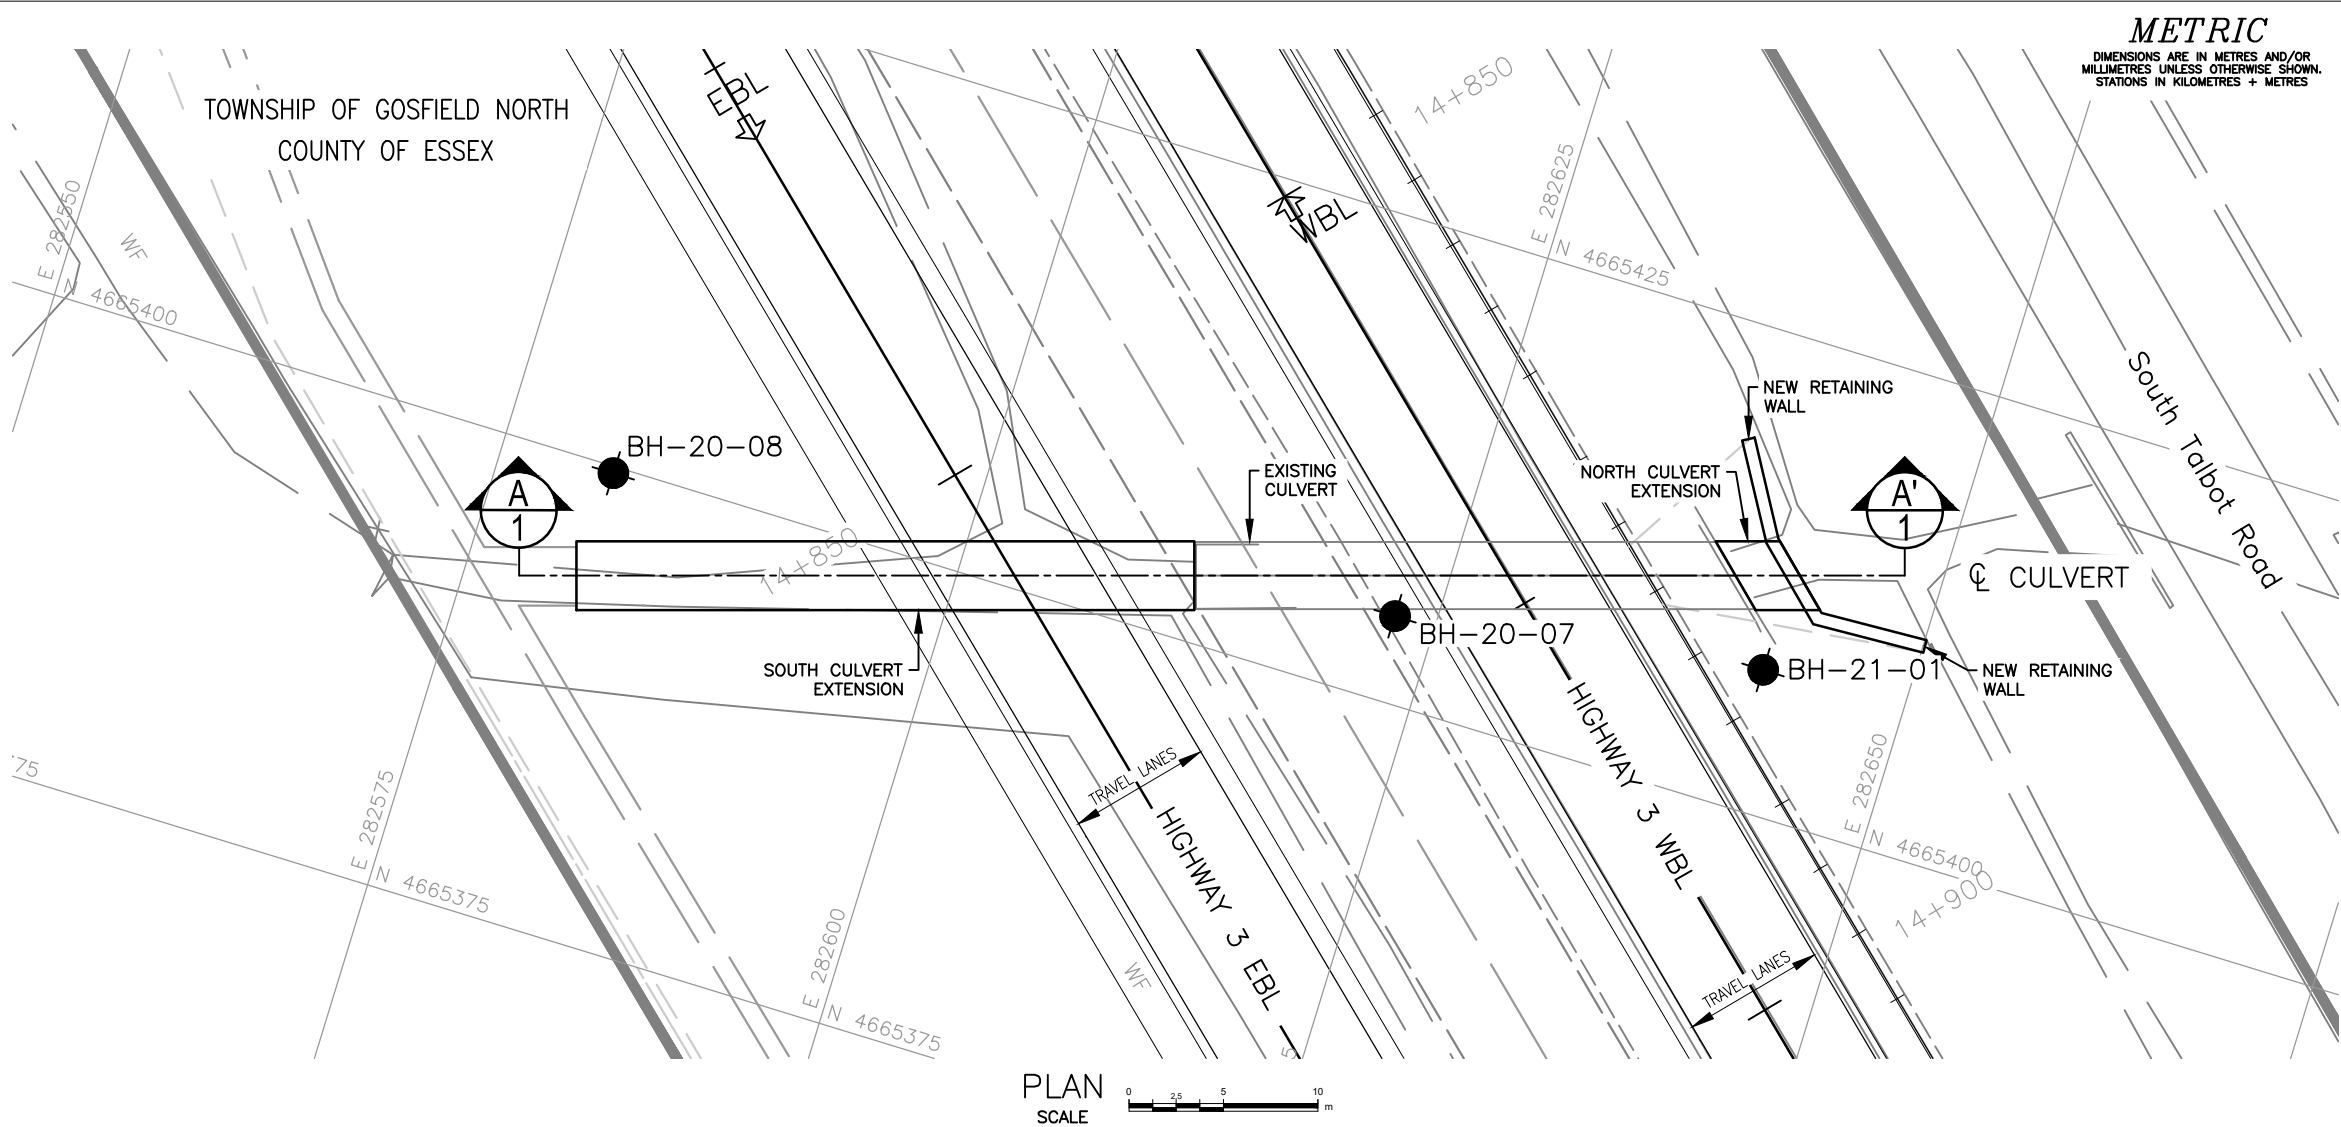 METRIC
DIMENSIONS ARE IN METRES AND/OR
MILLIMETRES UNLESS OTHERWISE SHOWN.
STATIONS IN KILOMETRES + METRES
TOWNSHIP OF GOSFIELD NORTH
COUNTY OF ESSEX
EBL
WBL
14+850
E 282550
WF
N 4665400
E 282625
N 4665425
South Talbot Road
NEW RETAINING
WALL
BH-20-08
A
1
EXISTING
CULVERT
NORTH CULVERT
EXTENSION
A'
1
14+850
CULVERT
BH-20-07
SOUTH CULVERT
EXTENSION
BH-21-01
NEW RETAINING
WALL
75
TRAVEL LANES
HIGHWAY 3 EBL
HIGHWAY 3 WBL
E 282575
N 4665375
E 282650
N 4665400
14+900
E 282600
N 4665375
WF
TRAVEL LANES
5
PLAN
SCALE
0 2.5 5 10
m